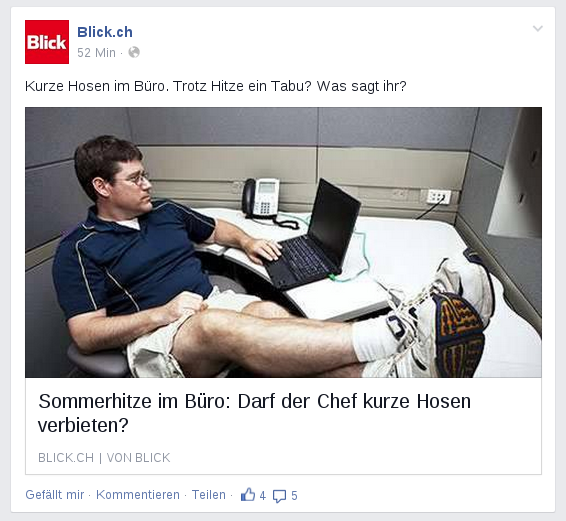 Blick
Blick.ch
52 Min ·
Kurze Hosen im Büro. Trotz Hitze ein Tabu? Was sagt ihr?
Sommerhitze im Büro: Darf der Chef kurze Hosen
verbieten?
BLICK.CH | VON BLICK
Gefällt mir · Kommentieren · Teilen · 4 5